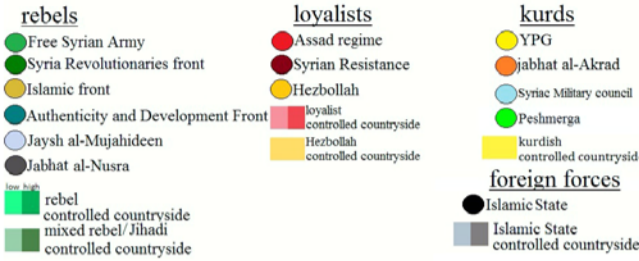 rebels
Free Syrian Army
Syria Revolutionaries front
Islamic front
Authenticity and Development Front
Jaysh al-Mujahideen
Jabhat al-Nusra
low high
rebel
controlled countryside
mixed rebel/Jihadi
controlled countryside
loyalists
Assad regime
Syrian Resistance
Hezbollah
loyalist
controlled countryside
Hezbollah
controlled countryside
kurds
YPG
jabhat al-Akrad
Syriac Military council
Peshmerga
kurdish
controlled countryside
foreign forces
Islamic State
Islamic State
controlled countryside